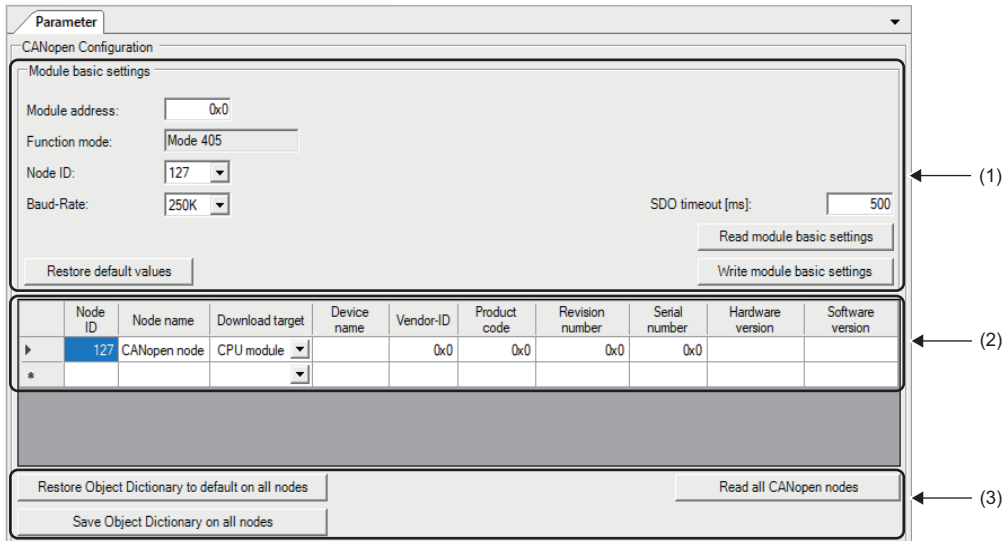 Parameter
CANopen Configuration
Module basic settings
Module address: 0x0
Function mode: Mode 405
Node ID: 127
(1)
Baud-Rate: 250K SDO timeout [ms]: 500
Read module basic settings
Restore default values Write module basic settings
Node ID Node name Download target Device name Vendor-ID Product code Revision number Serial number Hardware version Software version
127 CANopen node CPU module 0x0 0x0 0x0 0x0
(2)
*
Restore Object Dictionary to default on all nodes Read all CANopen nodes
(3)
Save Object Dictionary on all nodes